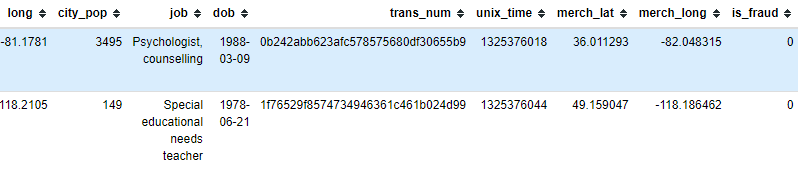 long city_pop job dob trans_num unix_time merch_lat merch_long is_fraud
-81.1781 3495 Psychologist, 1988- 0b242abb623afc578575680df30655b9 1325376018 36.011293 -82.048315 0
counselling 03-09
118.2105 149 Special 1978- 1f76529f8574734946361c461b024d99 1325376044 49.159047 -118.186462 0
educational 06-21
needs
teacher